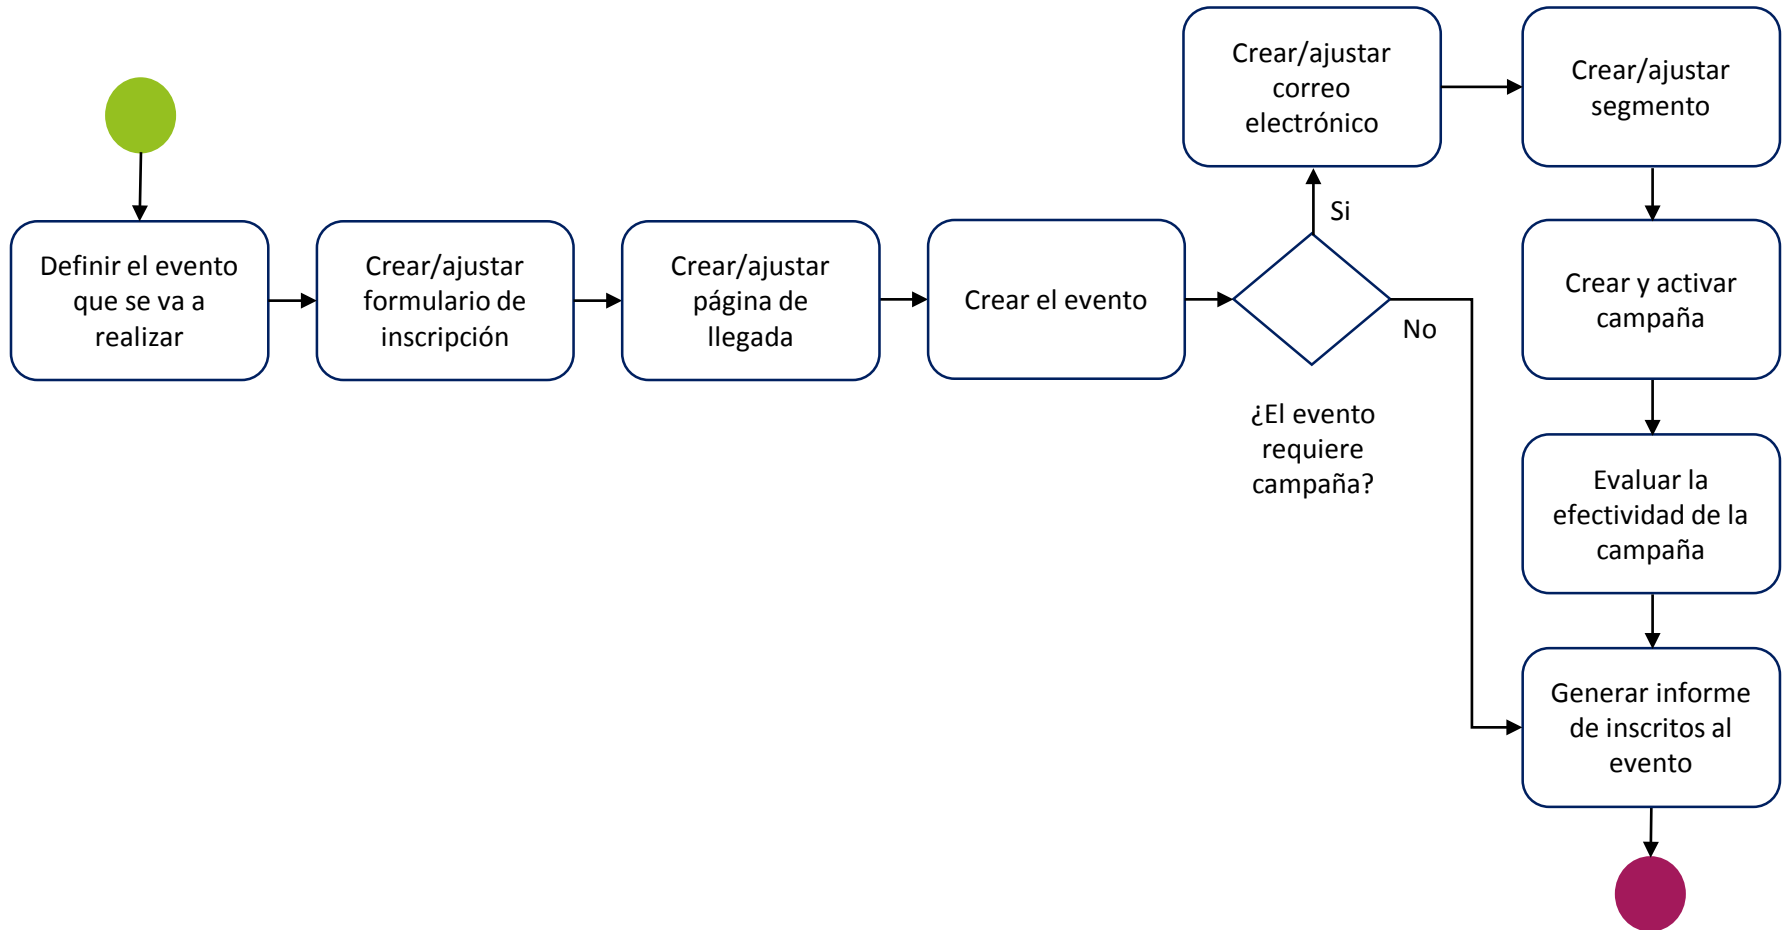 Definir el evento
que se va a
realizar
Crear/ajustar
formulario de
inscripción
Crear/ajustar
página de
llegada
Crear el evento
¿El evento
requiere
campaña?
Si
No
Crear/ajustar
correo
electrónico
Crear/ajustar
segmento
Crear y activar
campaña
Evaluar la
efectividad de la
campaña
Generar informe
de inscritos al
evento